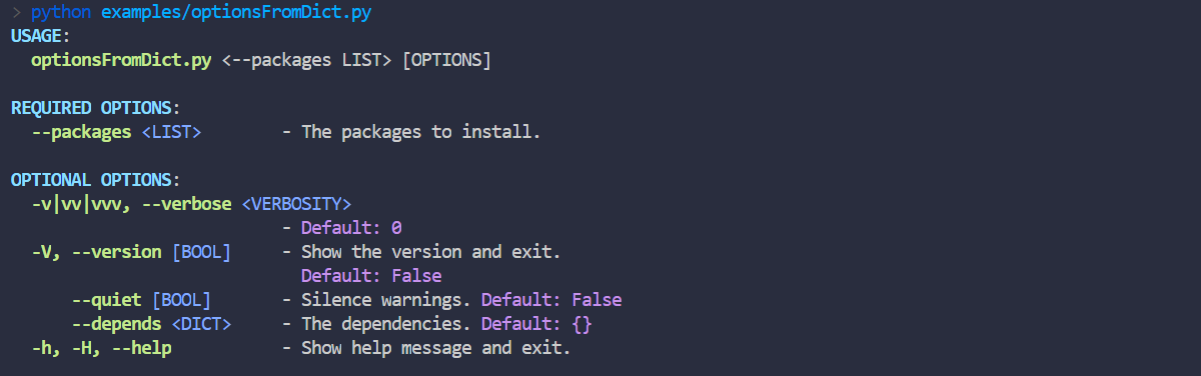 > python examples/optionsFromDict.py
USAGE:
  optionsFromDict.py <--packages LIST> [OPTIONS]

REQUIRED OPTIONS:
  --packages <LIST>        - The packages to install.

OPTIONAL OPTIONS:
  -v|vv|vvv, --verbose <VERBOSITY>
                           - Default: 0
  -V, --version [BOOL]     - Show the version and exit.
                             Default: False
      --quiet [BOOL]       - Silence warnings. Default: False
      --depends <DICT>     - The dependencies. Default: {}
  -h, -H, --help           - Show help message and exit.